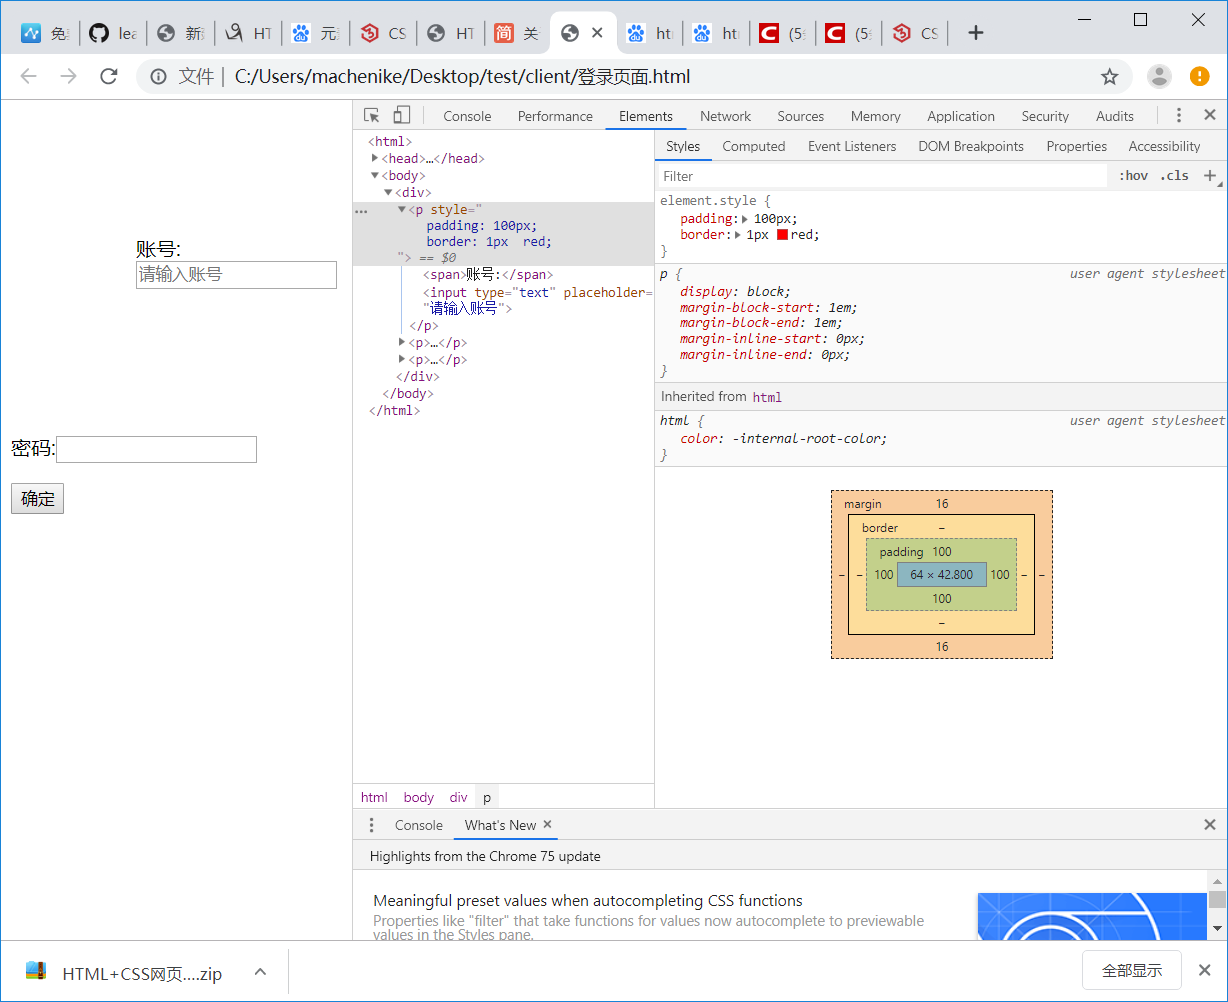 免 lea 新 HT 元 CS HT 关 ht ht (5 (5 CS
文件 | C:/Users/machenike/Desktop/test/client/登录页面.html
账号:
请输入账号
密码:
确定
Console Performance Elements Network Sources Memory Application Security Audits
<html>
<head>…</head>
<body>
<div>
<p style="
padding: 100px;
border: 1px  red;
"> == $0
<span>账号:</span>
<input type="text" placeholder=
"请输入账号">
</p>
<p>…</p>
<p>…</p>
</div>
</body>
</html>
html body div p
Styles Computed Event Listeners DOM Breakpoints Properties Accessibility
Filter :hov .cls +
element.style {
padding: 100px;
border: 1px red;
}
p { user agent stylesheet
display: block;
margin-block-start: 1em;
margin-block-end: 1em;
margin-inline-start: 0px;
margin-inline-end: 0px;
}
Inherited from html
html { user agent stylesheet
color: -internal-root-color;
}
margin 16
border –
padding 100
– – 100 64 × 42.800 100 – –
100
–
16
Console What's New
Highlights from the Chrome 75 update
Meaningful preset values when autocompleting CSS functions
Properties like "filter" that take functions for values now autocomplete to previewable
values in the Styles pane.
HTML+CSS网页....zip
全部显示